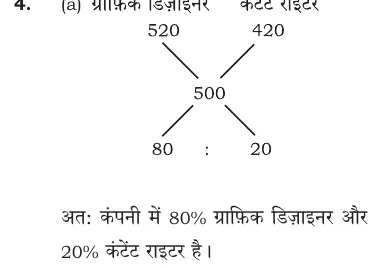 4. (a) ग्राफ़िक डिज़ाइनर कंटेंट राइटर
520 420
500
80 : 20
अत: कंपनी में 80% ग्राफ़िक डिज़ाइनर और
20% कंटेंट राइटर है।